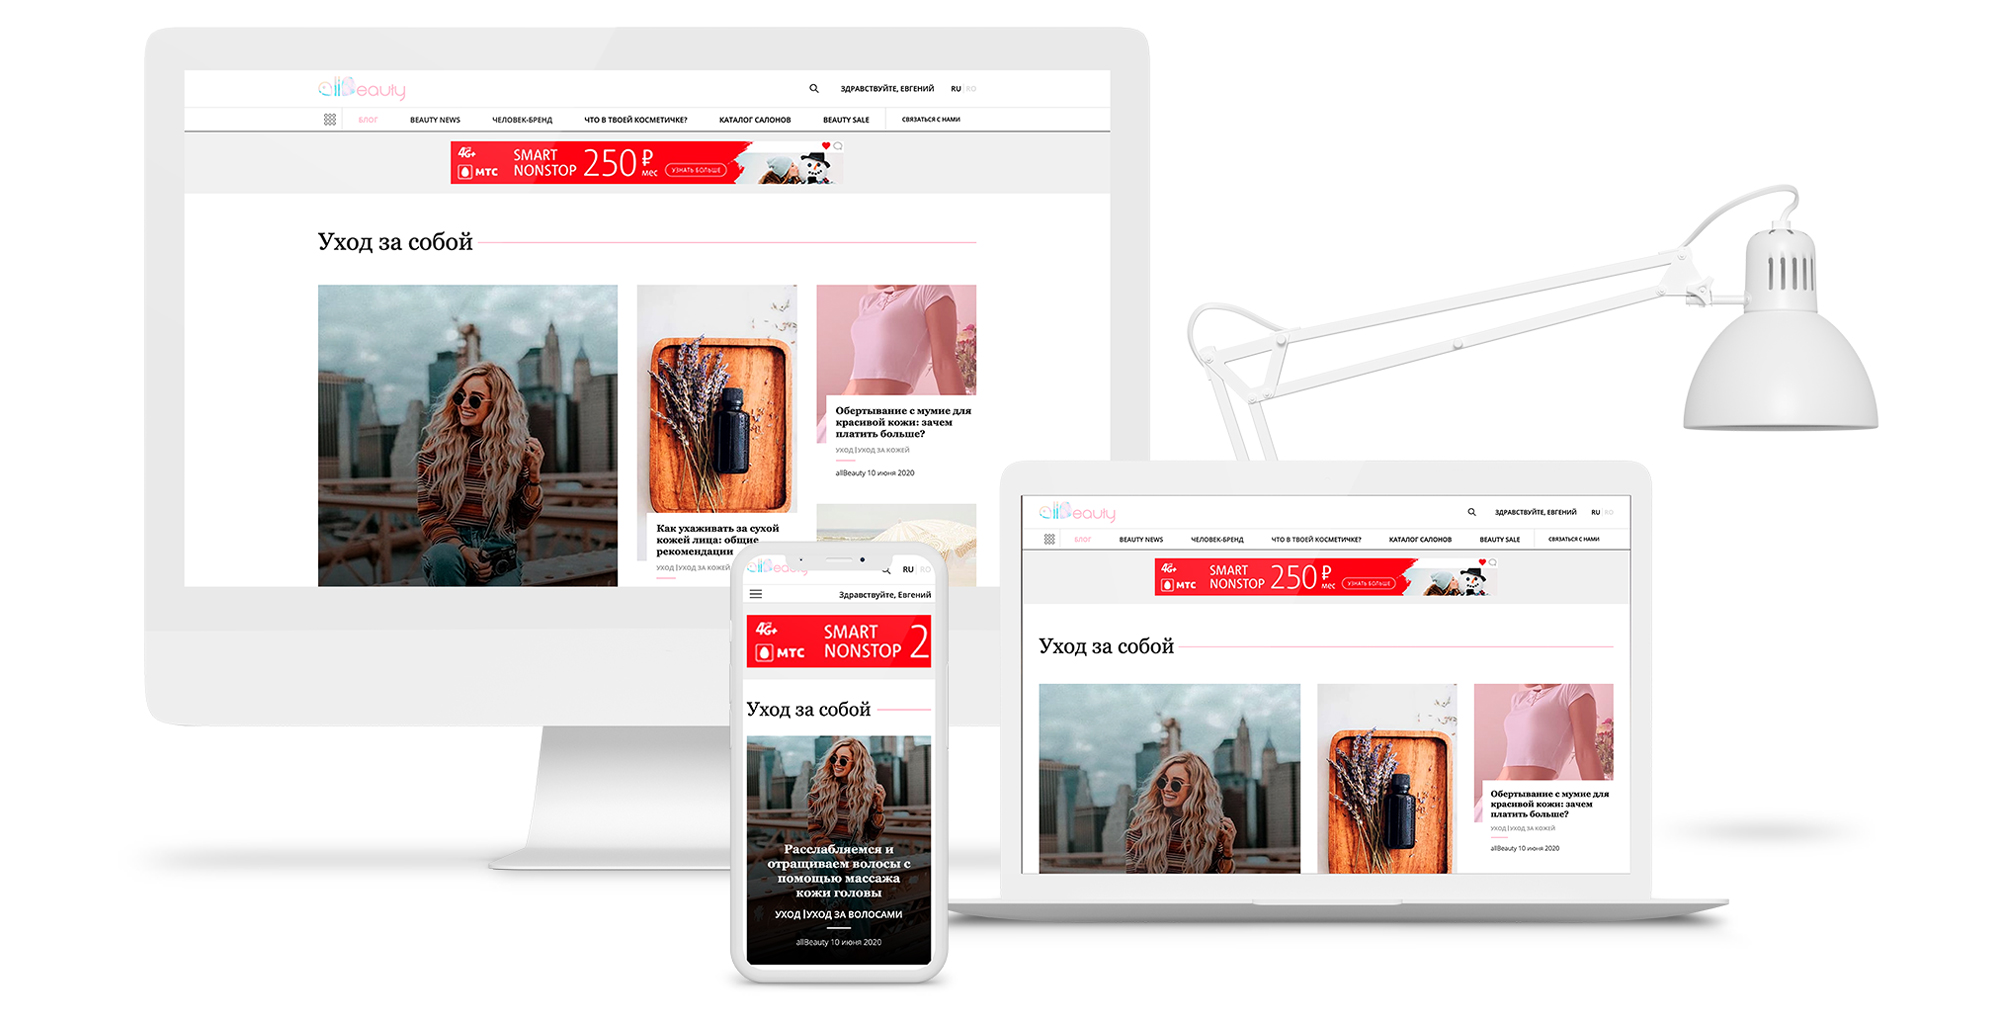 allBeauty
ЗДРАВСТВУЙТЕ, ЕВГЕНИЙ
RU RO
БЛОГ
BEAUTY NEWS
ЧЕЛОВЕК-БРЕНД
ЧТО В ТВОЕЙ КОСМЕТИЧКЕ?
КАТАЛОГ САЛОНОВ
BEAUTY SALE
СВЯЗАТЬСЯ С НАМИ
4G+
МТС
SMART
NONSTOP
250 ₽
мес
УЗНАТЬ БОЛЬШЕ
Уход за собой
Обертывание с мумие для
красивой кожи: зачем
платить больше?
УХОД | УХОД ЗА КОЖЕЙ
allBeauty 10 июня 2020
Как ухаживать за сухой
кожей лица: общие
рекомендации
УХОД | УХОД ЗА КОЖЕЙ
allBeauty
RU RO
Здравствуйте, Евгений
4G+
МТС
SMART
NONSTOP
2
Уход за собой
Расслабляемся и
отращиваем волосы с
помощью массажа
кожи головы
УХОД | УХОД ЗА ВОЛОСАМИ
allBeauty 10 июня 2020
allBeauty
ЗДРАВСТВУЙТЕ, ЕВГЕНИЙ
RU RO
БЛОГ
BEAUTY NEWS
ЧЕЛОВЕК-БРЕНД
ЧТО В ТВОЕЙ КОСМЕТИЧКЕ?
КАТАЛОГ САЛОНОВ
BEAUTY SALE
СВЯЗАТЬСЯ С НАМИ
4G+
МТС
SMART
NONSTOP
250 ₽
мес
УЗНАТЬ БОЛЬШЕ
Уход за собой
Обертывание с мумие для
красивой кожи: зачем
платить больше?
УХОД | УХОД ЗА КОЖЕЙ
allBeauty 10 июня 2020